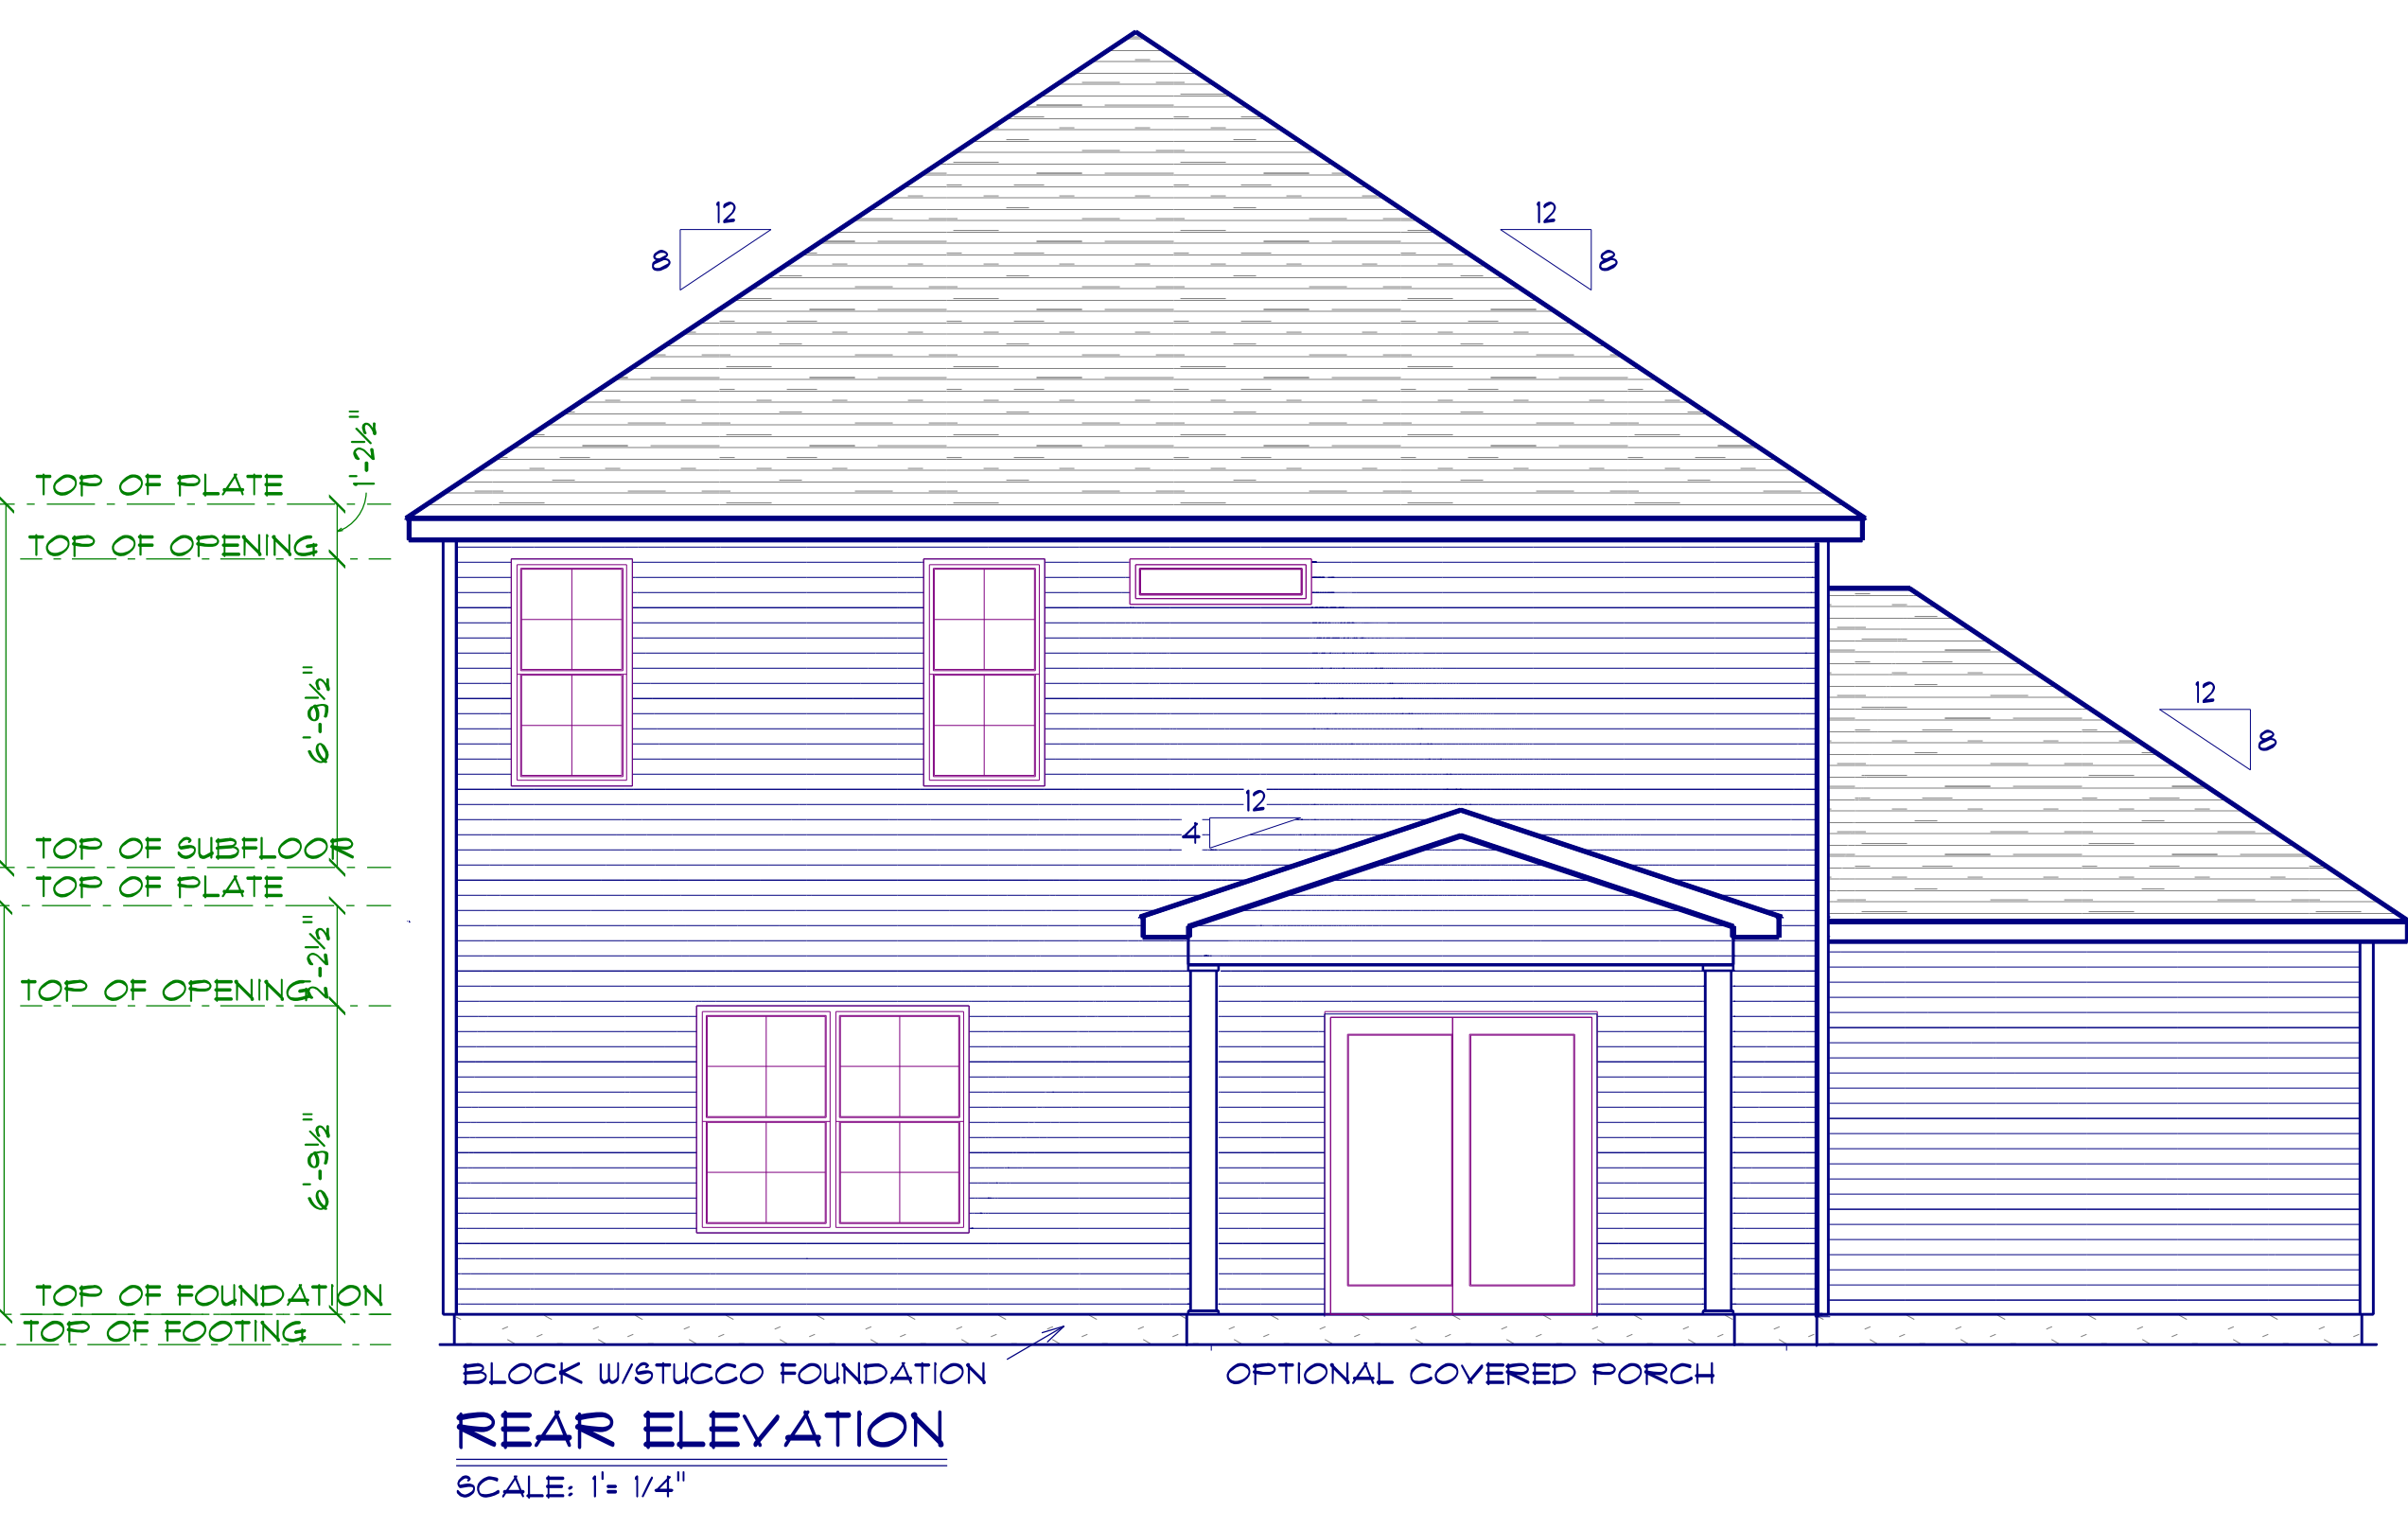 12
8
12
8
1'-2½"
TOP OF PLATE
TOP OF OPENING
6'-9½"
12
8
12
4
TOP OF SUBFLOOR
TOP OF PLATE
2'-2½"
TOP OF OPENING
6'-9½"
TOP OF FOUNDATION
TOP OF FOOTING
BLOCK W/STUCCO FOUNDATION
OPTIONAL COVERED PORCH
REAR ELEVATION
SCALE: 1'= 1/4"